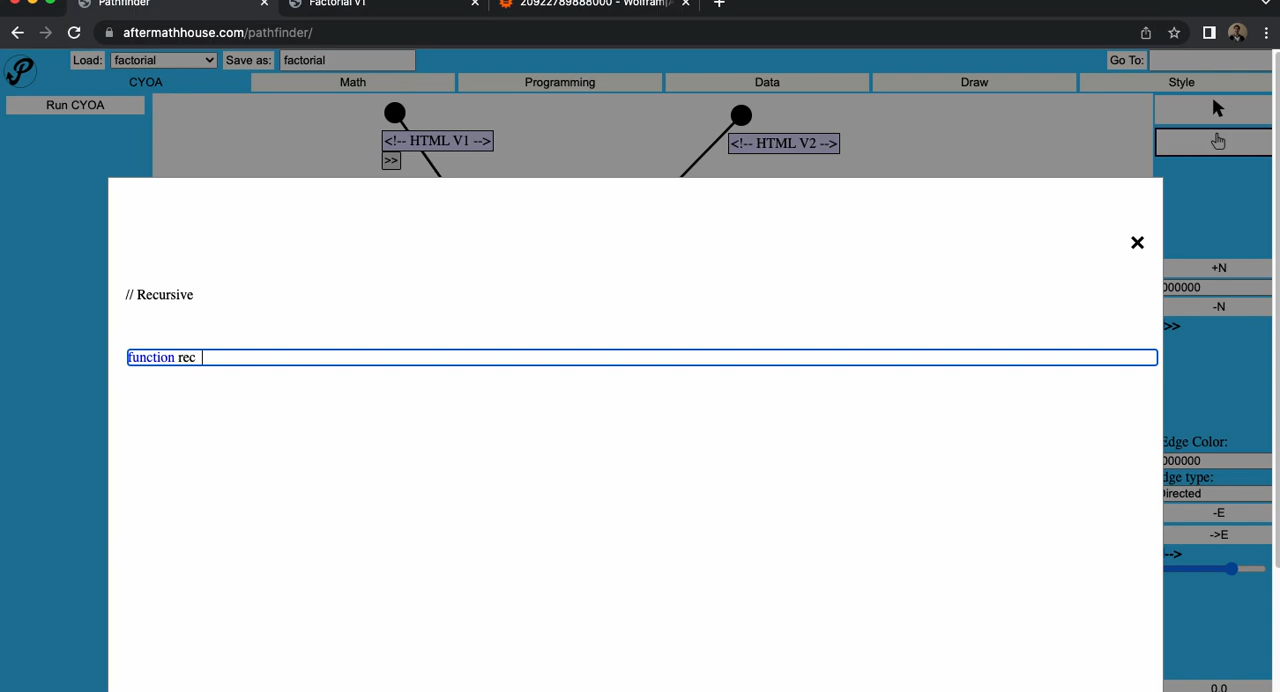 Pathfinder
Factorial V1
20922789888000 - Wolfram|A
aftermathhouse.com/pathfinder/
Load: factorial Save as: factorial Go To:
CYOA Math Programming Data Draw Style
Run CYOA
<!-- HTML V1 -->
>>
<!-- HTML V2 -->
// Recursive
function rec
+N
000000
-N
>>
Edge Color:
000000
dge type:
Directed
-E
->E
-->
0.0